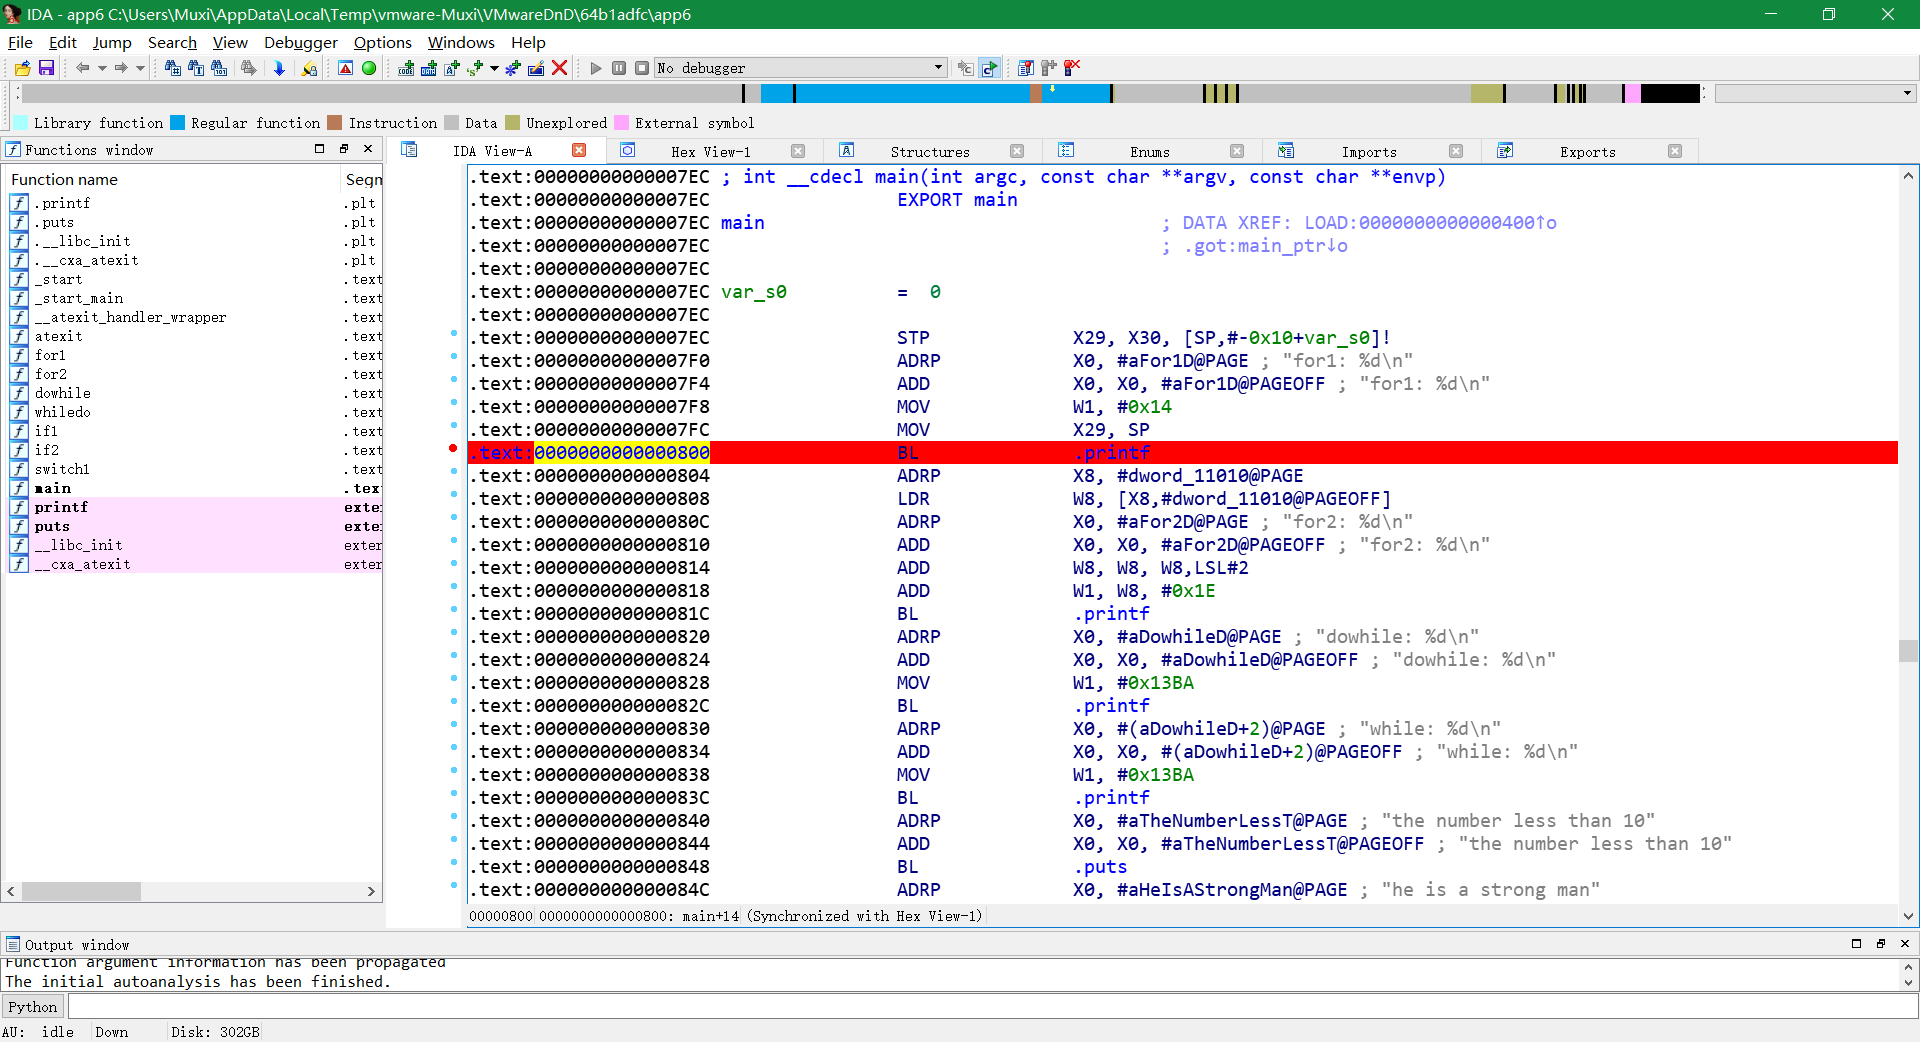 IDA - app6 C:\Users\Muxi\AppData\Local\Temp\vmware-Muxi\VMwareDnD\64b1adfc\app6
File Edit Jump Search View Debugger Options Windows Help
No debugger
Library function Regular function Instruction Data Unexplored External symbol
Functions window
Function name Segm
.printf .plt
.puts .plt
.__libc_init .plt
.__cxa_atexit .plt
_start .text
_start_main .text
__atexit_handler_wrapper .text
atexit .text
for1 .text
for2 .text
dowhile .text
whiledo .text
if1 .text
if2 .text
switch1 .text
main .tex
printf exte
puts exte
__libc_init exter
__cxa_atexit exter
IDA View-A Hex View-1 Structures Enums Imports Exports
.text:00000000000007EC ; int __cdecl main(int argc, const char **argv, const char **envp)
.text:00000000000007EC EXPORT main
.text:00000000000007EC main ; DATA XREF: LOAD:0000000000000400↑o
.text:00000000000007EC ; .got:main_ptr↓o
.text:00000000000007EC
.text:00000000000007EC var_s0 = 0
.text:00000000000007EC
.text:00000000000007EC STP X29, X30, [SP,#-0x10+var_s0]!
.text:00000000000007F0 ADRP X0, #aFor1D@PAGE ; "for1: %d\n"
.text:00000000000007F4 ADD X0, X0, #aFor1D@PAGEOFF ; "for1: %d\n"
.text:00000000000007F8 MOV W1, #0x14
.text:00000000000007FC MOV X29, SP
.text:0000000000000800 BL .printf
.text:0000000000000804 ADRP X8, #dword_11010@PAGE
.text:0000000000000808 LDR W8, [X8,#dword_11010@PAGEOFF]
.text:000000000000080C ADRP X0, #aFor2D@PAGE ; "for2: %d\n"
.text:0000000000000810 ADD X0, X0, #aFor2D@PAGEOFF ; "for2: %d\n"
.text:0000000000000814 ADD W8, W8, W8,LSL#2
.text:0000000000000818 ADD W1, W8, #0x1E
.text:000000000000081C BL .printf
.text:0000000000000820 ADRP X0, #aDowhileD@PAGE ; "dowhile: %d\n"
.text:0000000000000824 ADD X0, X0, #aDowhileD@PAGEOFF ; "dowhile: %d\n"
.text:0000000000000828 MOV W1, #0x13BA
.text:000000000000082C BL .printf
.text:0000000000000830 ADRP X0, #(aDowhileD+2)@PAGE ; "while: %d\n"
.text:0000000000000834 ADD X0, X0, #(aDowhileD+2)@PAGEOFF ; "while: %d\n"
.text:0000000000000838 MOV W1, #0x13BA
.text:000000000000083C BL .printf
.text:0000000000000840 ADRP X0, #aTheNumberLessT@PAGE ; "the number less than 10"
.text:0000000000000844 ADD X0, X0, #aTheNumberLessT@PAGEOFF ; "the number less than 10"
.text:0000000000000848 BL .puts
.text:000000000000084C ADRP X0, #aHeIsAStrongMan@PAGE ; "he is a strong man"
00000800 0000000000000800: main+14 (Synchronized with Hex View-1)
Output window
Function argument information has been propagated
The initial autoanalysis has been finished.
Python
AU: idle Down Disk: 302GB